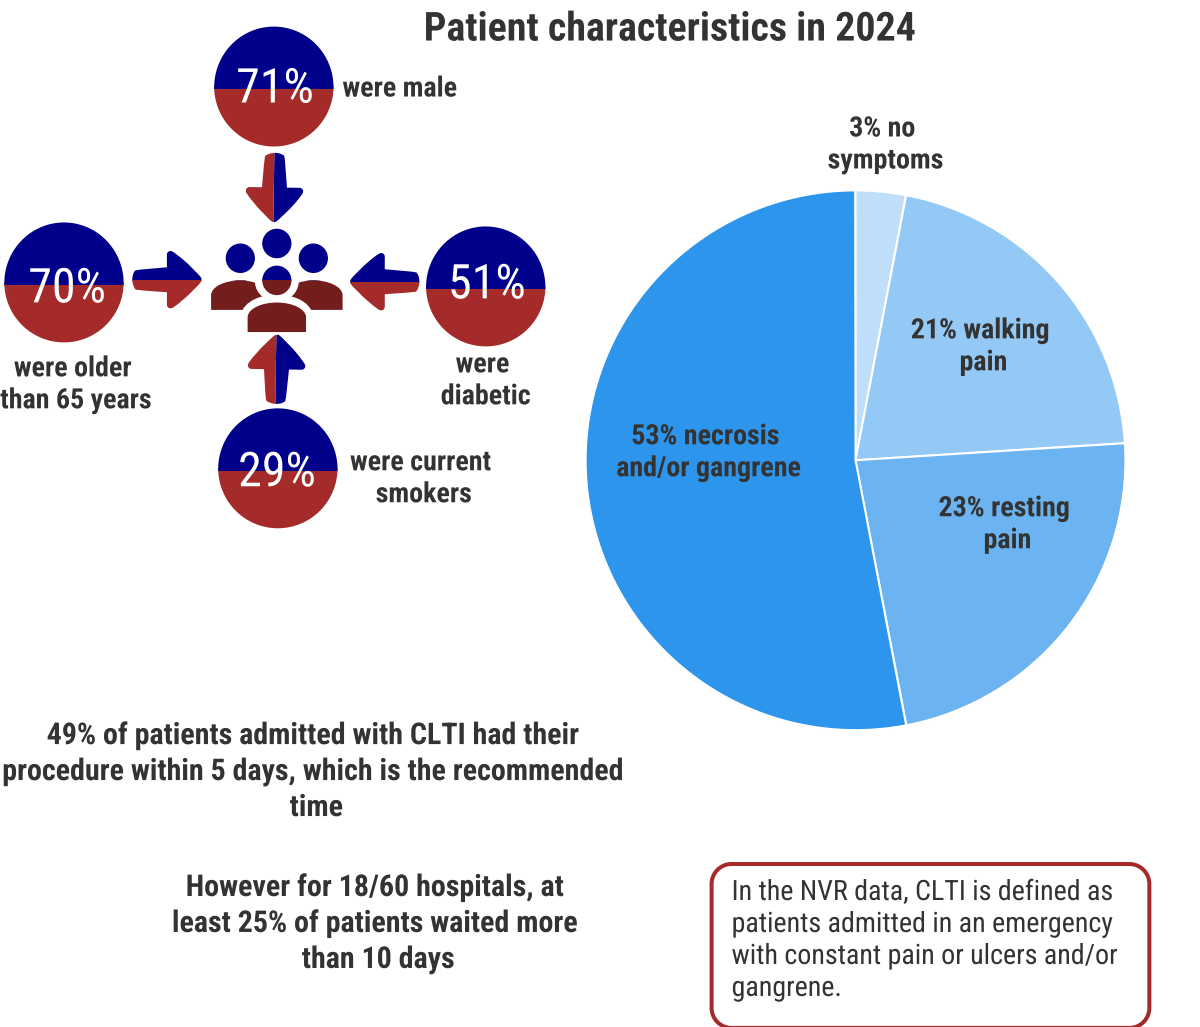 Patient characteristics in 2024
71%
were male
70%
were older
than 65 years
51%
were
diabetic
29%
were current
smokers
3% no
symptoms
21% walking
pain
23% resting
pain
53% necrosis
and/or gangrene
49% of patients admitted with CLTI had their
procedure within 5 days, which is the recommended
time
However for 18/60 hospitals, at
least 25% of patients waited more
than 10 days
In the NVR data, CLTI is defined as
patients admitted in an emergency
with constant pain or ulcers and/or
gangrene.